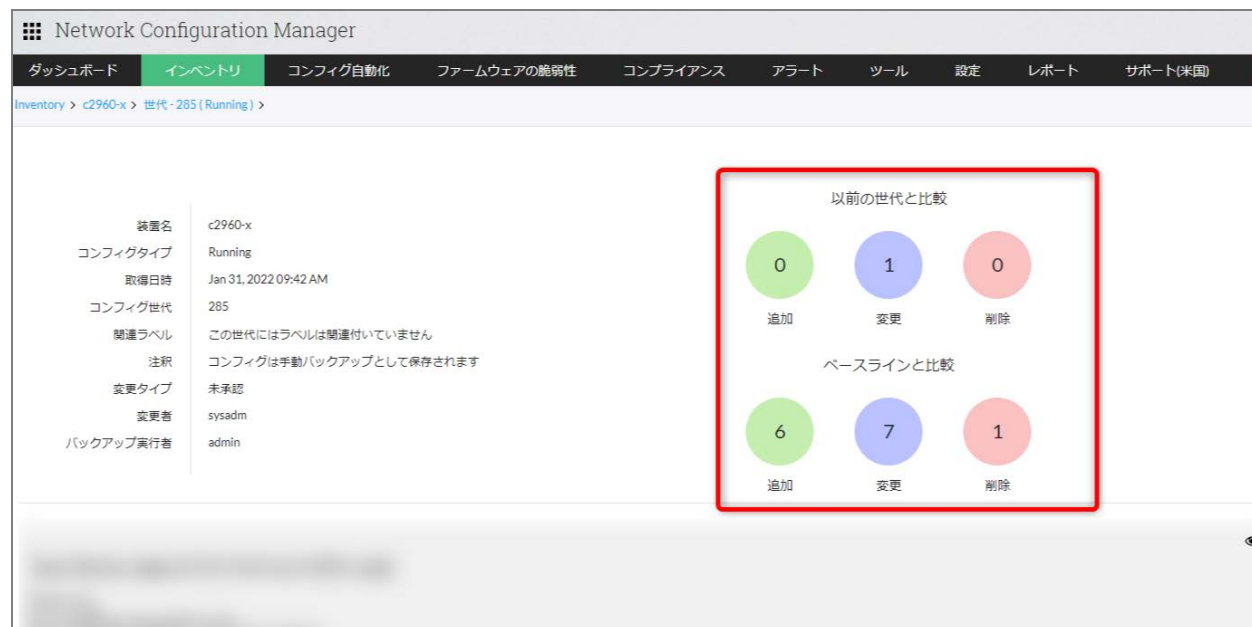 Network Configuration Manager
ダッシュボード インベントリ コンフィグ自動化 ファームウェアの脆弱性 コンプライアンス アラート ツール 設定 レポート サポート(米国)
Inventory > c2960-x > 世代 - 285 ( Running ) >
以前の世代と比較
0 1 0
追加 変更 削除
ベースラインと比較
6 7 1
追加 変更 削除
装置名 c2960-x
コンフィグタイプ Running
取得日時 Jan 31, 2022 09:42 AM
コンフィグ世代 285
関連ラベル この世代にはラベルは関連付いていません
注釈 コンフィグは手動バックアップとして保存されます
変更タイプ 未承認
変更者 sysadm
バックアップ実行者 admin